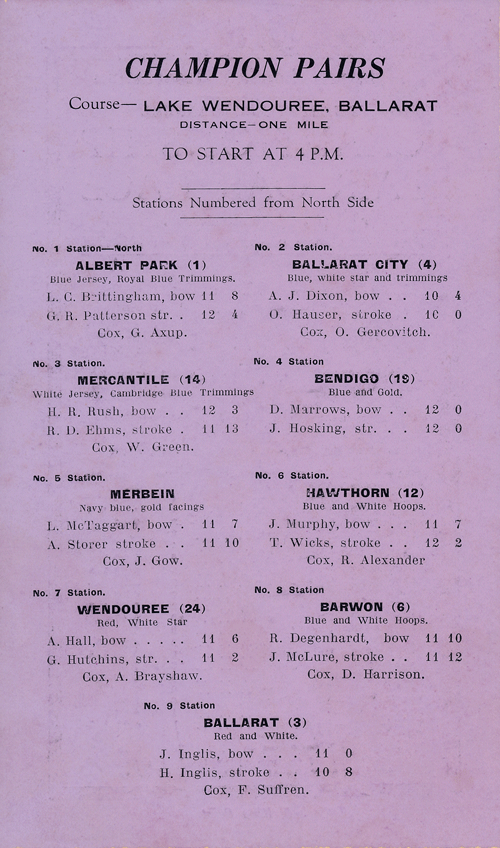 CHAMPION PAIRS
Course— LAKE WENDOUREE, BALLARAT
DISTANCE—ONE MILE
TO START AT 4 P.M.
Stations Numbered from North Side
No. 1 Station—North
ALBERT PARK (1)
Blue Jersey, Royal Blue Trimmings.
L. C. Brittingham, bow 11 8
G. R. Patterson str. . 12 4
Cox, G. Axup.
No. 2 Station.
BALLARAT CITY (4)
Blue, white star and trimmings
A. J. Dixon, bow . . 10 4
O. Hauser, stroke . 10 0
Cox, O. Gercovitch.
No. 3 Station.
MERCANTILE (14)
White Jersey, Cambridge Blue Trimmings
H. R. Rush, bow . . 12 3
R. D. Ehms, stroke . 11 13
Cox, W. Green.
No. 4 Station
BENDIGO (19)
Blue and Gold.
D. Marrows, bow . . 12 0
J. Hosking, str. . . 12 0
No. 5 Station.
MERBEIN
Navy blue, gold facings
L. McTaggart, bow . 11 7
A. Storer stroke . . 11 10
Cox, J. Gow.
No. 6 Station.
HAWTHORN (12)
Blue and White Hoops.
J. Murphy, bow . . . 11 7
T. Wicks, stroke . . 12 2
Cox, R. Alexander
No. 7 Station.
WENDOUREE (24)
Red, White Star
A. Hall, bow . . . . . 11 6
G. Hutchins, str. . . 11 2
Cox, A. Brayshaw.
No. 8 Station
BARWON (6)
Blue and White Hoops.
R. Degenhardt, bow 11 10
J. McLure, stroke . . 11 12
Cox, D. Harrison.
No. 9 Station
BALLARAT (3)
Red and White.
J. Inglis, bow . . . 11 0
H. Inglis, stroke . . 10 8
Cox, F. Suffren.